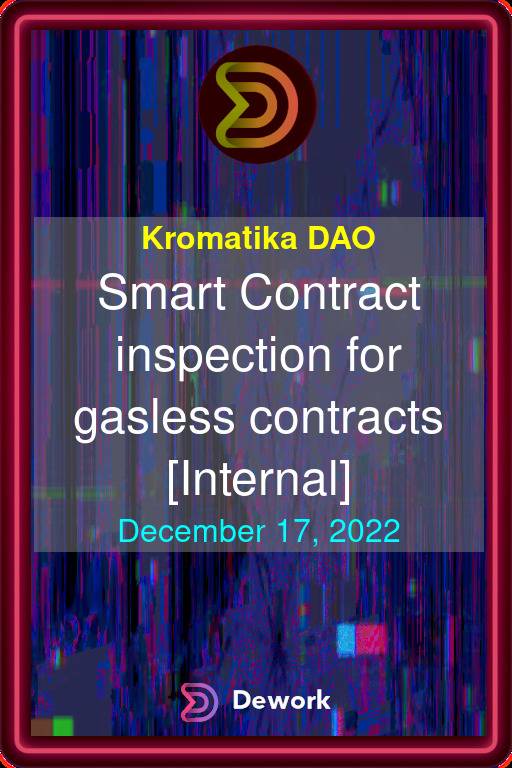 Kromatika DAO
Smart Contract
inspection for
gasless contracts
[Internal]
December 17, 2022
Dework